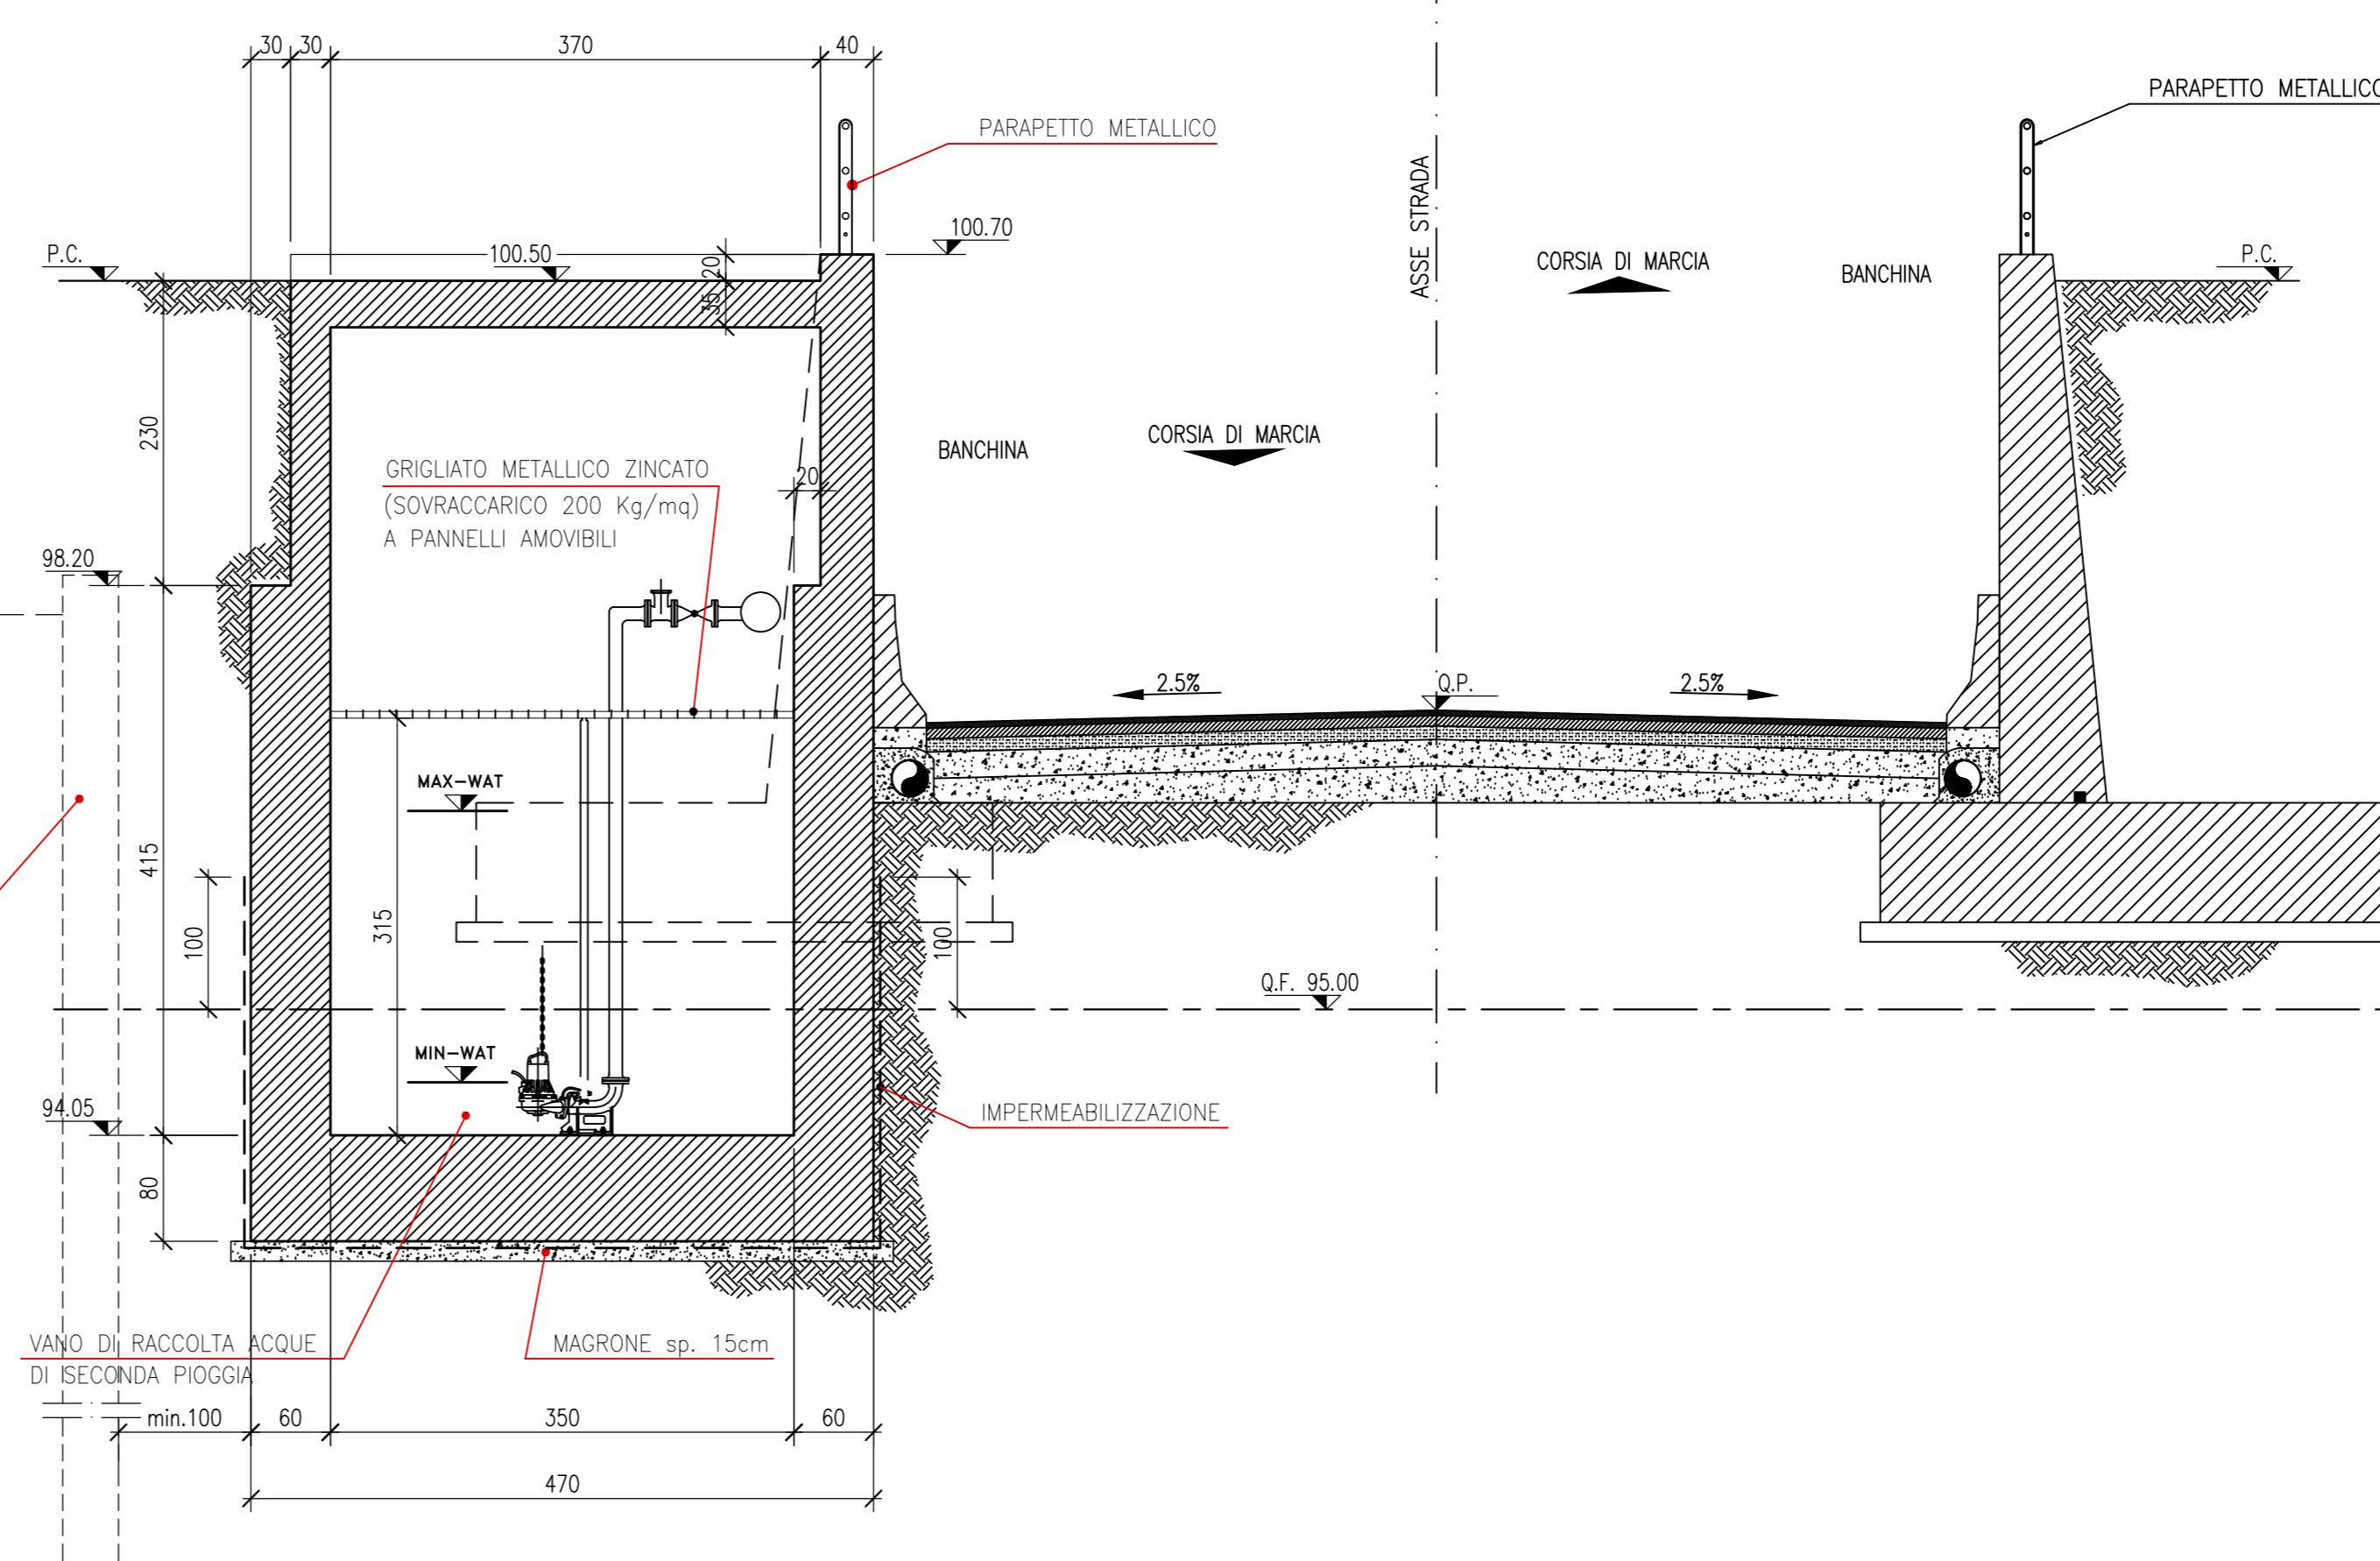 30 30 370 40
PARAPETTO METALLICO
PARAPETTO METALLICO
ASSE STRADA
100.70
P.C.
100.50
20
35
CORSIA DI MARCIA
BANCHINA
P.C.
230
BANCHINA
CORSIA DI MARCIA
GRIGLIATO METALLICO ZINCATO
(SOVRACCARICO 200 Kg/mq)
A PANNELLI AMOVIBILI
20
98.20
2.5%
Q.P.
2.5%
MAX-WAT
415
315
100
100
Q.F. 95.00
MIN-WAT
94.05
IMPERMEABILIZZAZIONE
80
VANO DI RACCOLTA ACQUE
DI SECONDA PIOGGIA
MAGRONE sp. 15cm
min.100 60 350 60
470